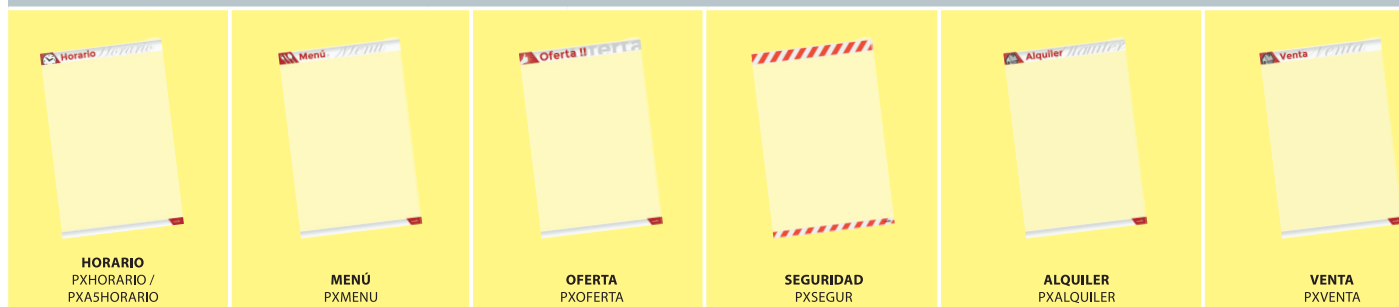 Horario
Menú
Oferta !!
Alquiler
Venta
HORARIO
PXHORARIO /
PXA5HORARIO
MENÚ
PXMENU
OFERTA
PXOFERTA
SEGURIDAD
PXSEGUR
ALQUILER
PXALQUILER
VENTA
PXVENTA